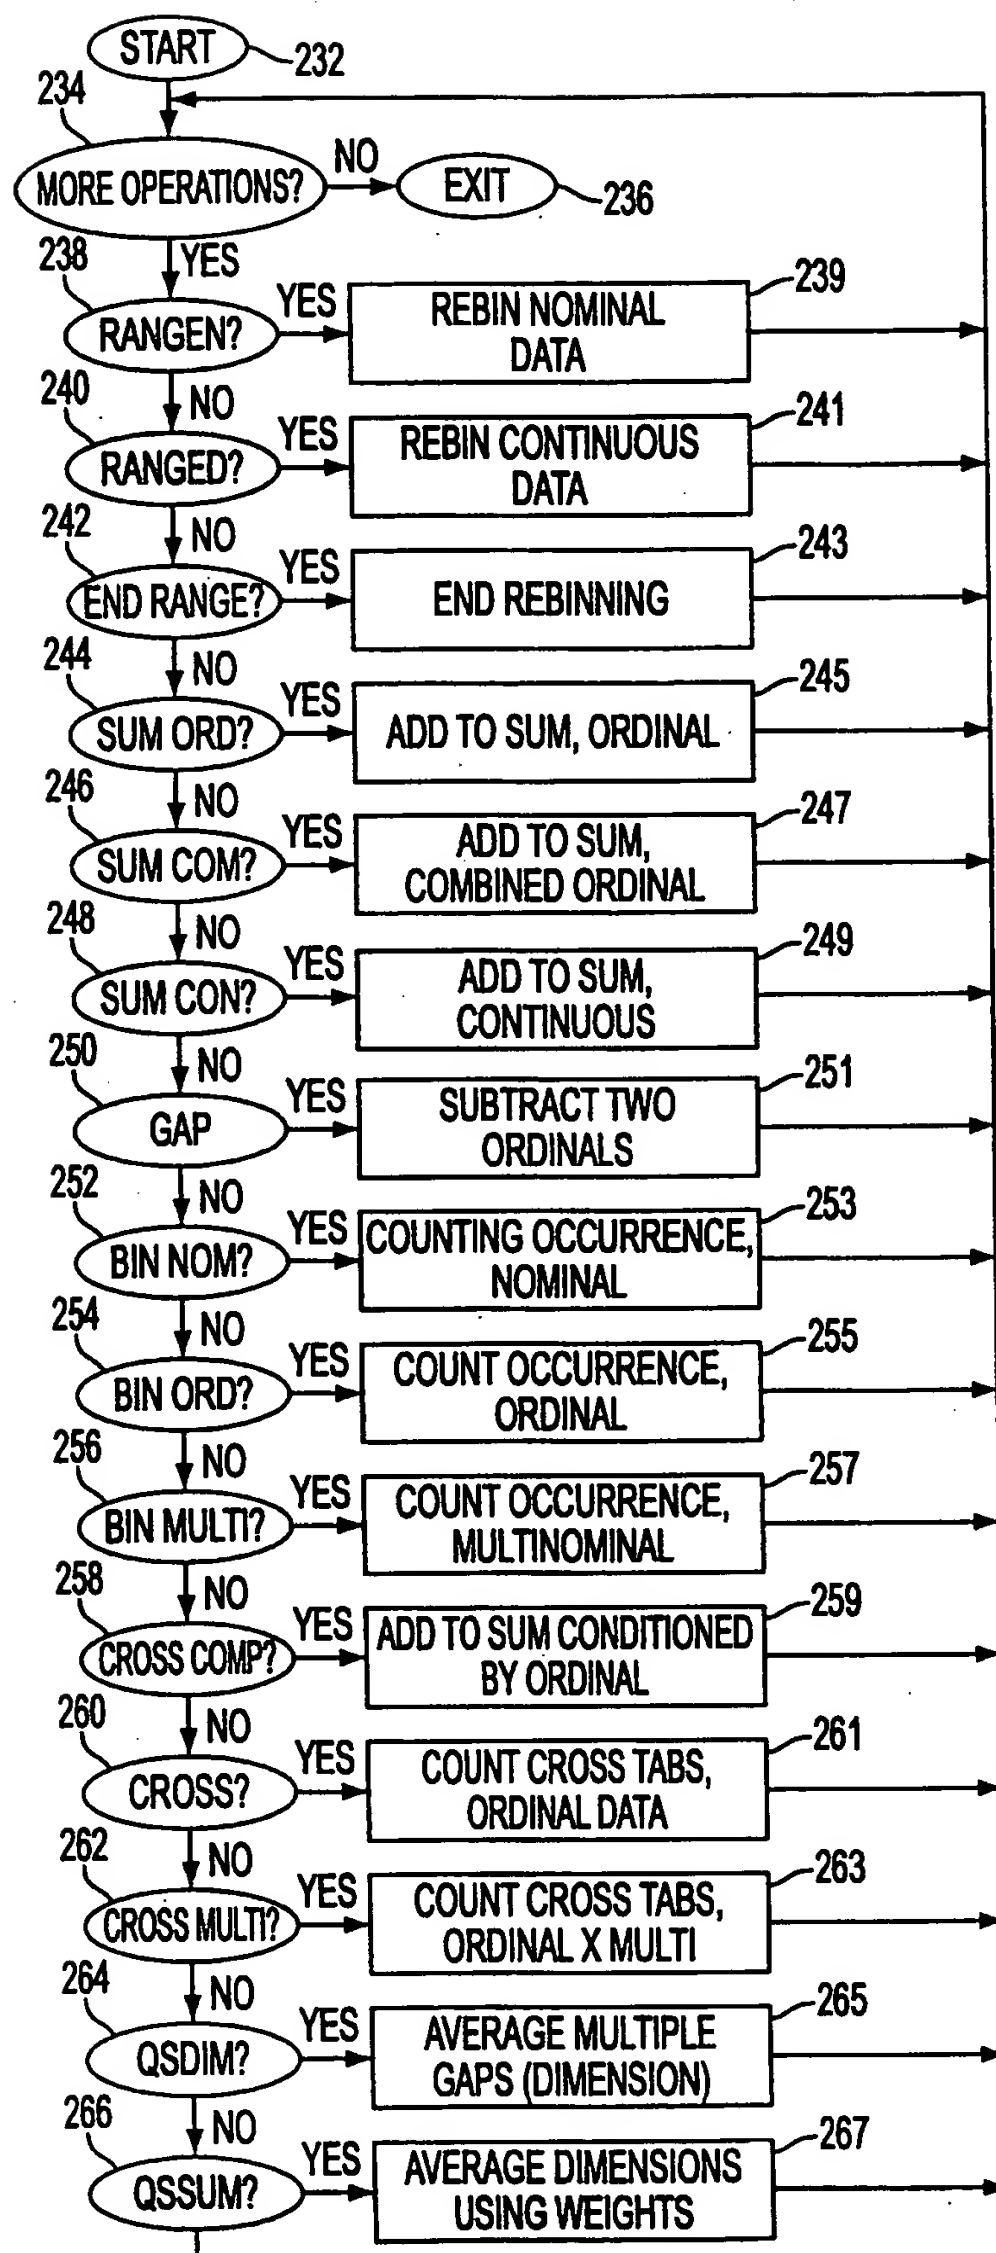 START
232
234
MORE OPERATIONS?
NO
EXIT
236
YES
238
RANGEN?
YES
REBIN NOMINAL
DATA
239
NO
240
RANGED?
YES
REBIN CONTINUOUS
DATA
241
NO
242
END RANGE?
YES
END REBINNING
243
NO
244
SUM ORD?
YES
ADD TO SUM, ORDINAL
245
NO
246
SUM COM?
YES
ADD TO SUM,
COMBINED ORDINAL
247
NO
248
SUM CON?
YES
ADD TO SUM,
CONTINUOUS
249
NO
250
GAP
YES
SUBTRACT TWO
ORDINALS
251
NO
252
BIN NOM?
YES
COUNTING OCCURRENCE,
NOMINAL
253
NO
254
BIN ORD?
YES
COUNT OCCURRENCE,
ORDINAL
255
NO
256
BIN MULTI?
YES
COUNT OCCURRENCE,
MULTINOMINAL
257
NO
258
CROSS COMP?
YES
ADD TO SUM CONDITIONED
BY ORDINAL
259
NO
260
CROSS?
YES
COUNT CROSS TABS,
ORDINAL DATA
261
NO
262
CROSS MULTI?
YES
COUNT CROSS TABS,
ORDINAL X MULTI
263
NO
264
QSDIM?
YES
AVERAGE MULTIPLE
GAPS (DIMENSION)
265
NO
266
QSSUM?
YES
AVERAGE DIMENSIONS
USING WEIGHTS
267